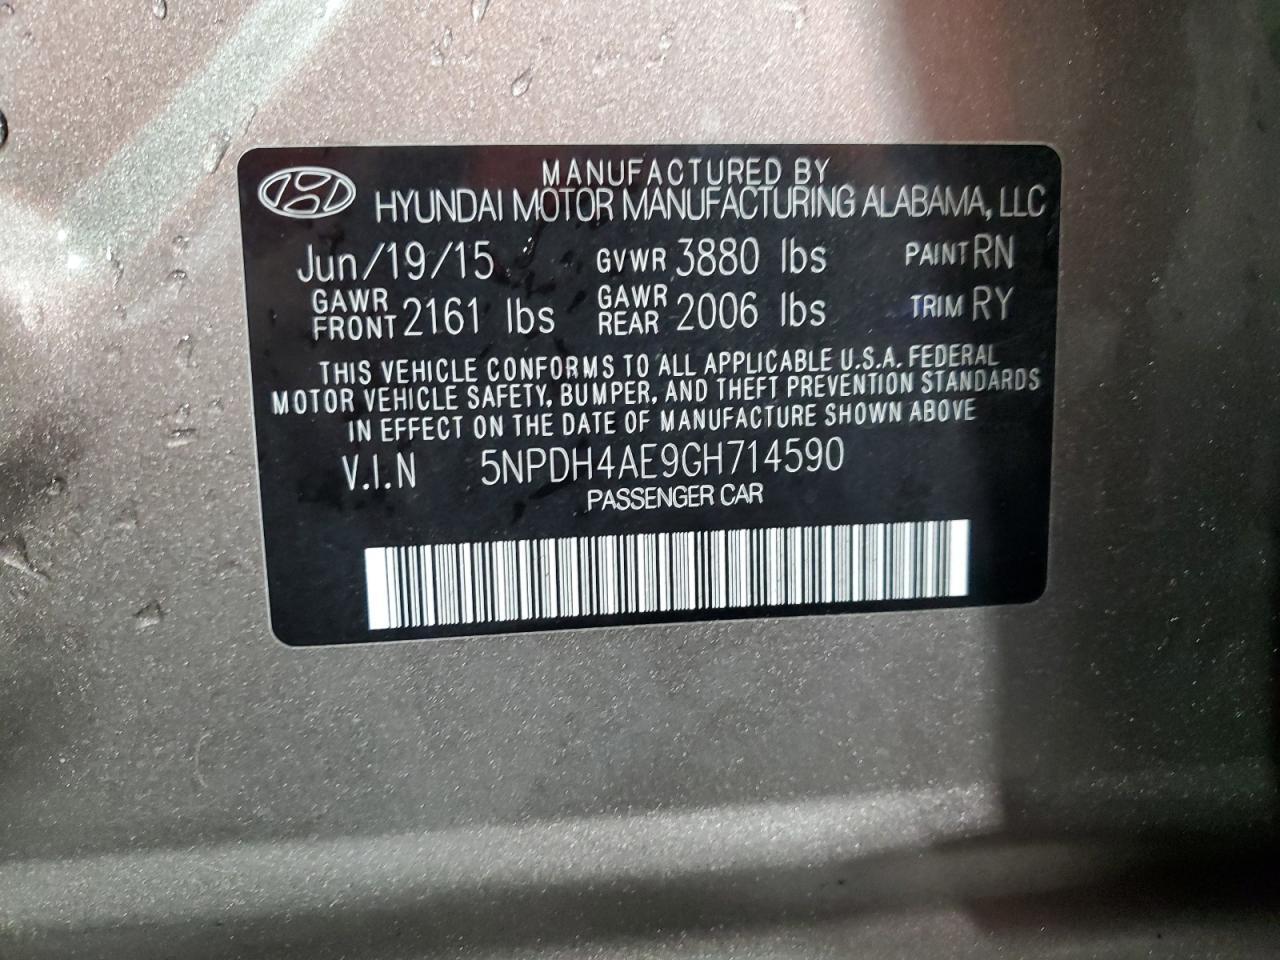 MANUFACTURED BY
HYUNDAI MOTOR MANUFACTURING ALABAMA, LLC
Jun/19/15 GVWR 3880 lbs PAINT RN
GAWR FRONT 2161 lbs GAWR REAR 2006 lbs TRIM RY
THIS VEHICLE CONFORMS TO ALL APPLICABLE U.S.A. FEDERAL
MOTOR VEHICLE SAFETY, BUMPER, AND THEFT PREVENTION STANDARDS
IN EFFECT ON THE DATE OF MANUFACTURE SHOWN ABOVE
V.I.N 5NPDH4AE9GH714590
PASSENGER CAR